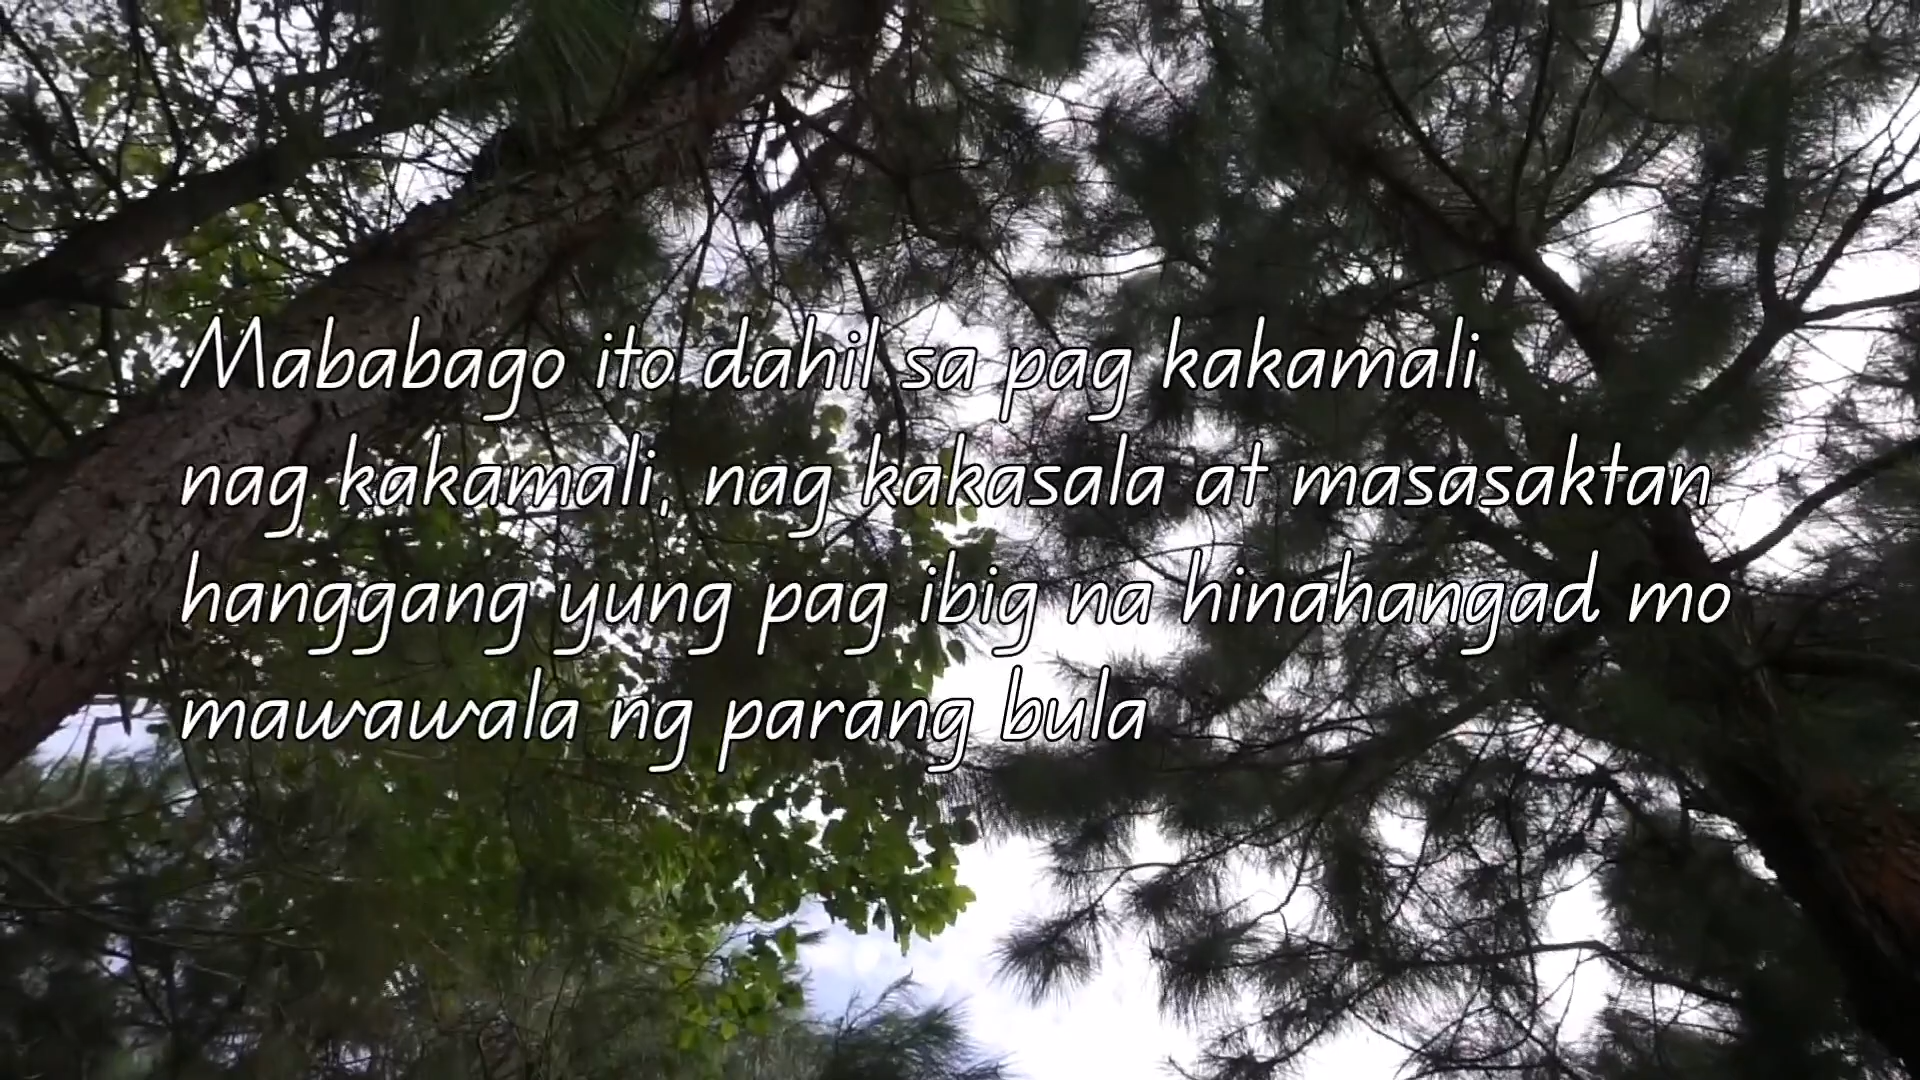 Mababago ito dahil sa pag kakamali
nag kakamali, nag kakasala at masasaktan
hanggang yung pag ibig na hinahangad mo
mawawala ng parang bula